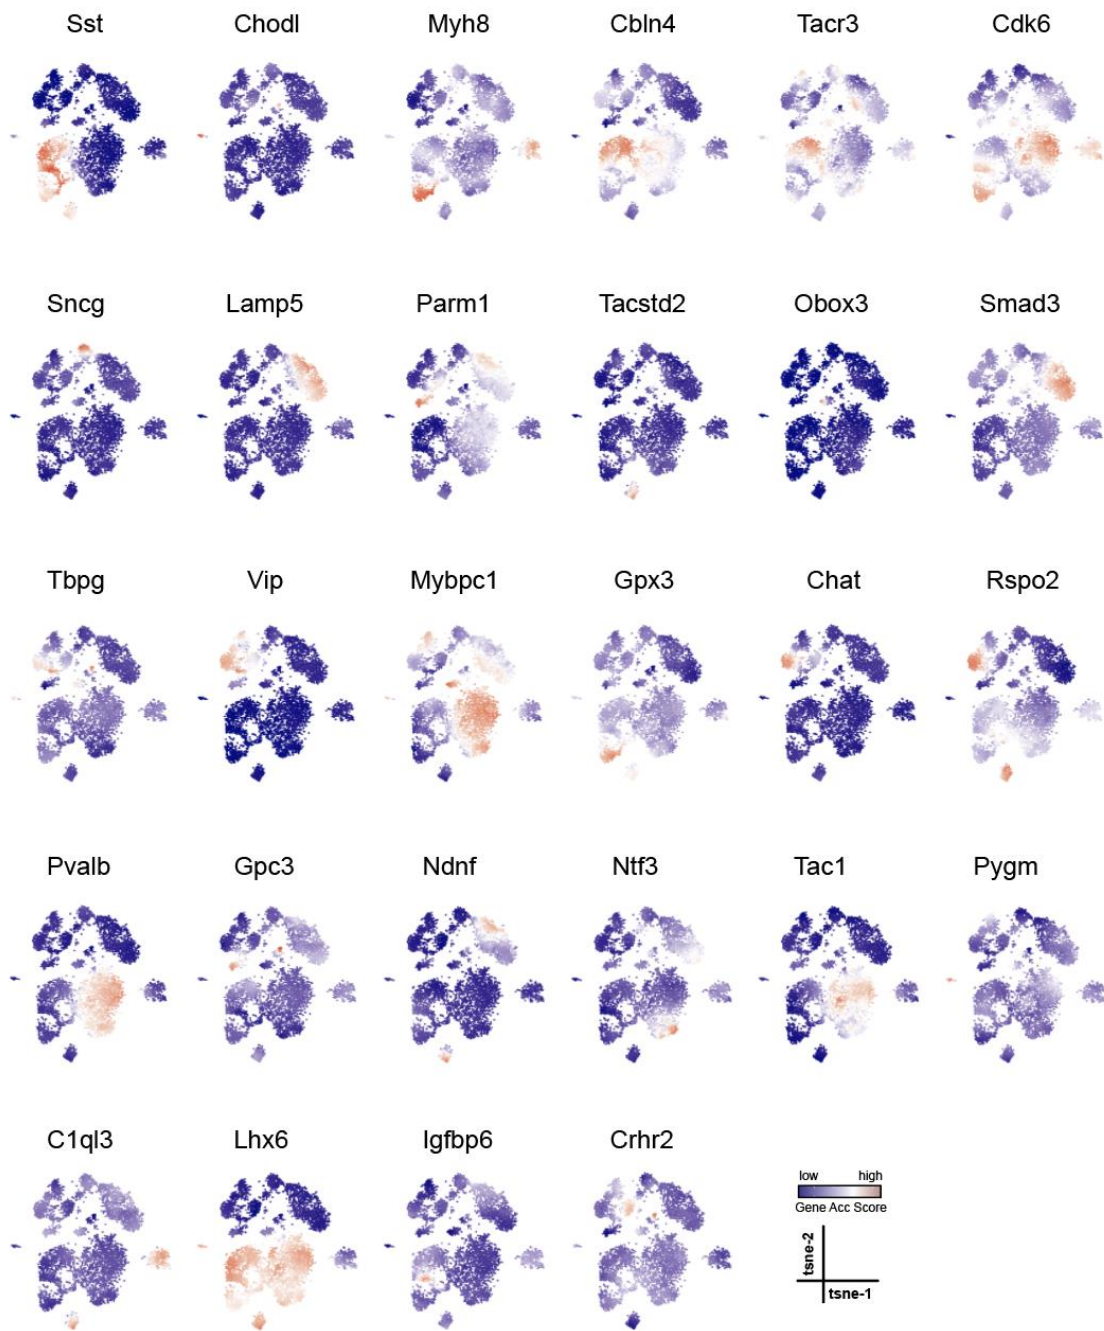 Sst Chodl Myh8 Cbln4 Tacr3 Cdk6
Sncg Lamp5 Parm1 Tacstd2 Obox3 Smad3
Tbpg Vip Mybpc1 Gpx3 Chat Rspo2
Pvalb Gpc3 Ndnf Ntf3 Tac1 Pygm
C1ql3 Lhx6 Igfbp6 Crhr2
low high
Gene Acc Score
tsne-2
tsne-1